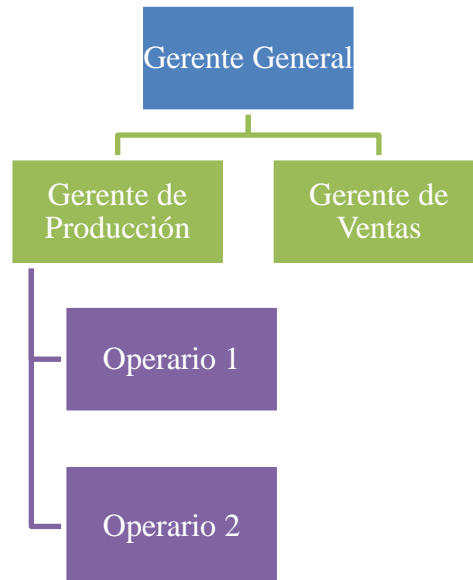 Gerente General
Gerente de
Producción
Gerente de
Ventas
Operario 1
Operario 2